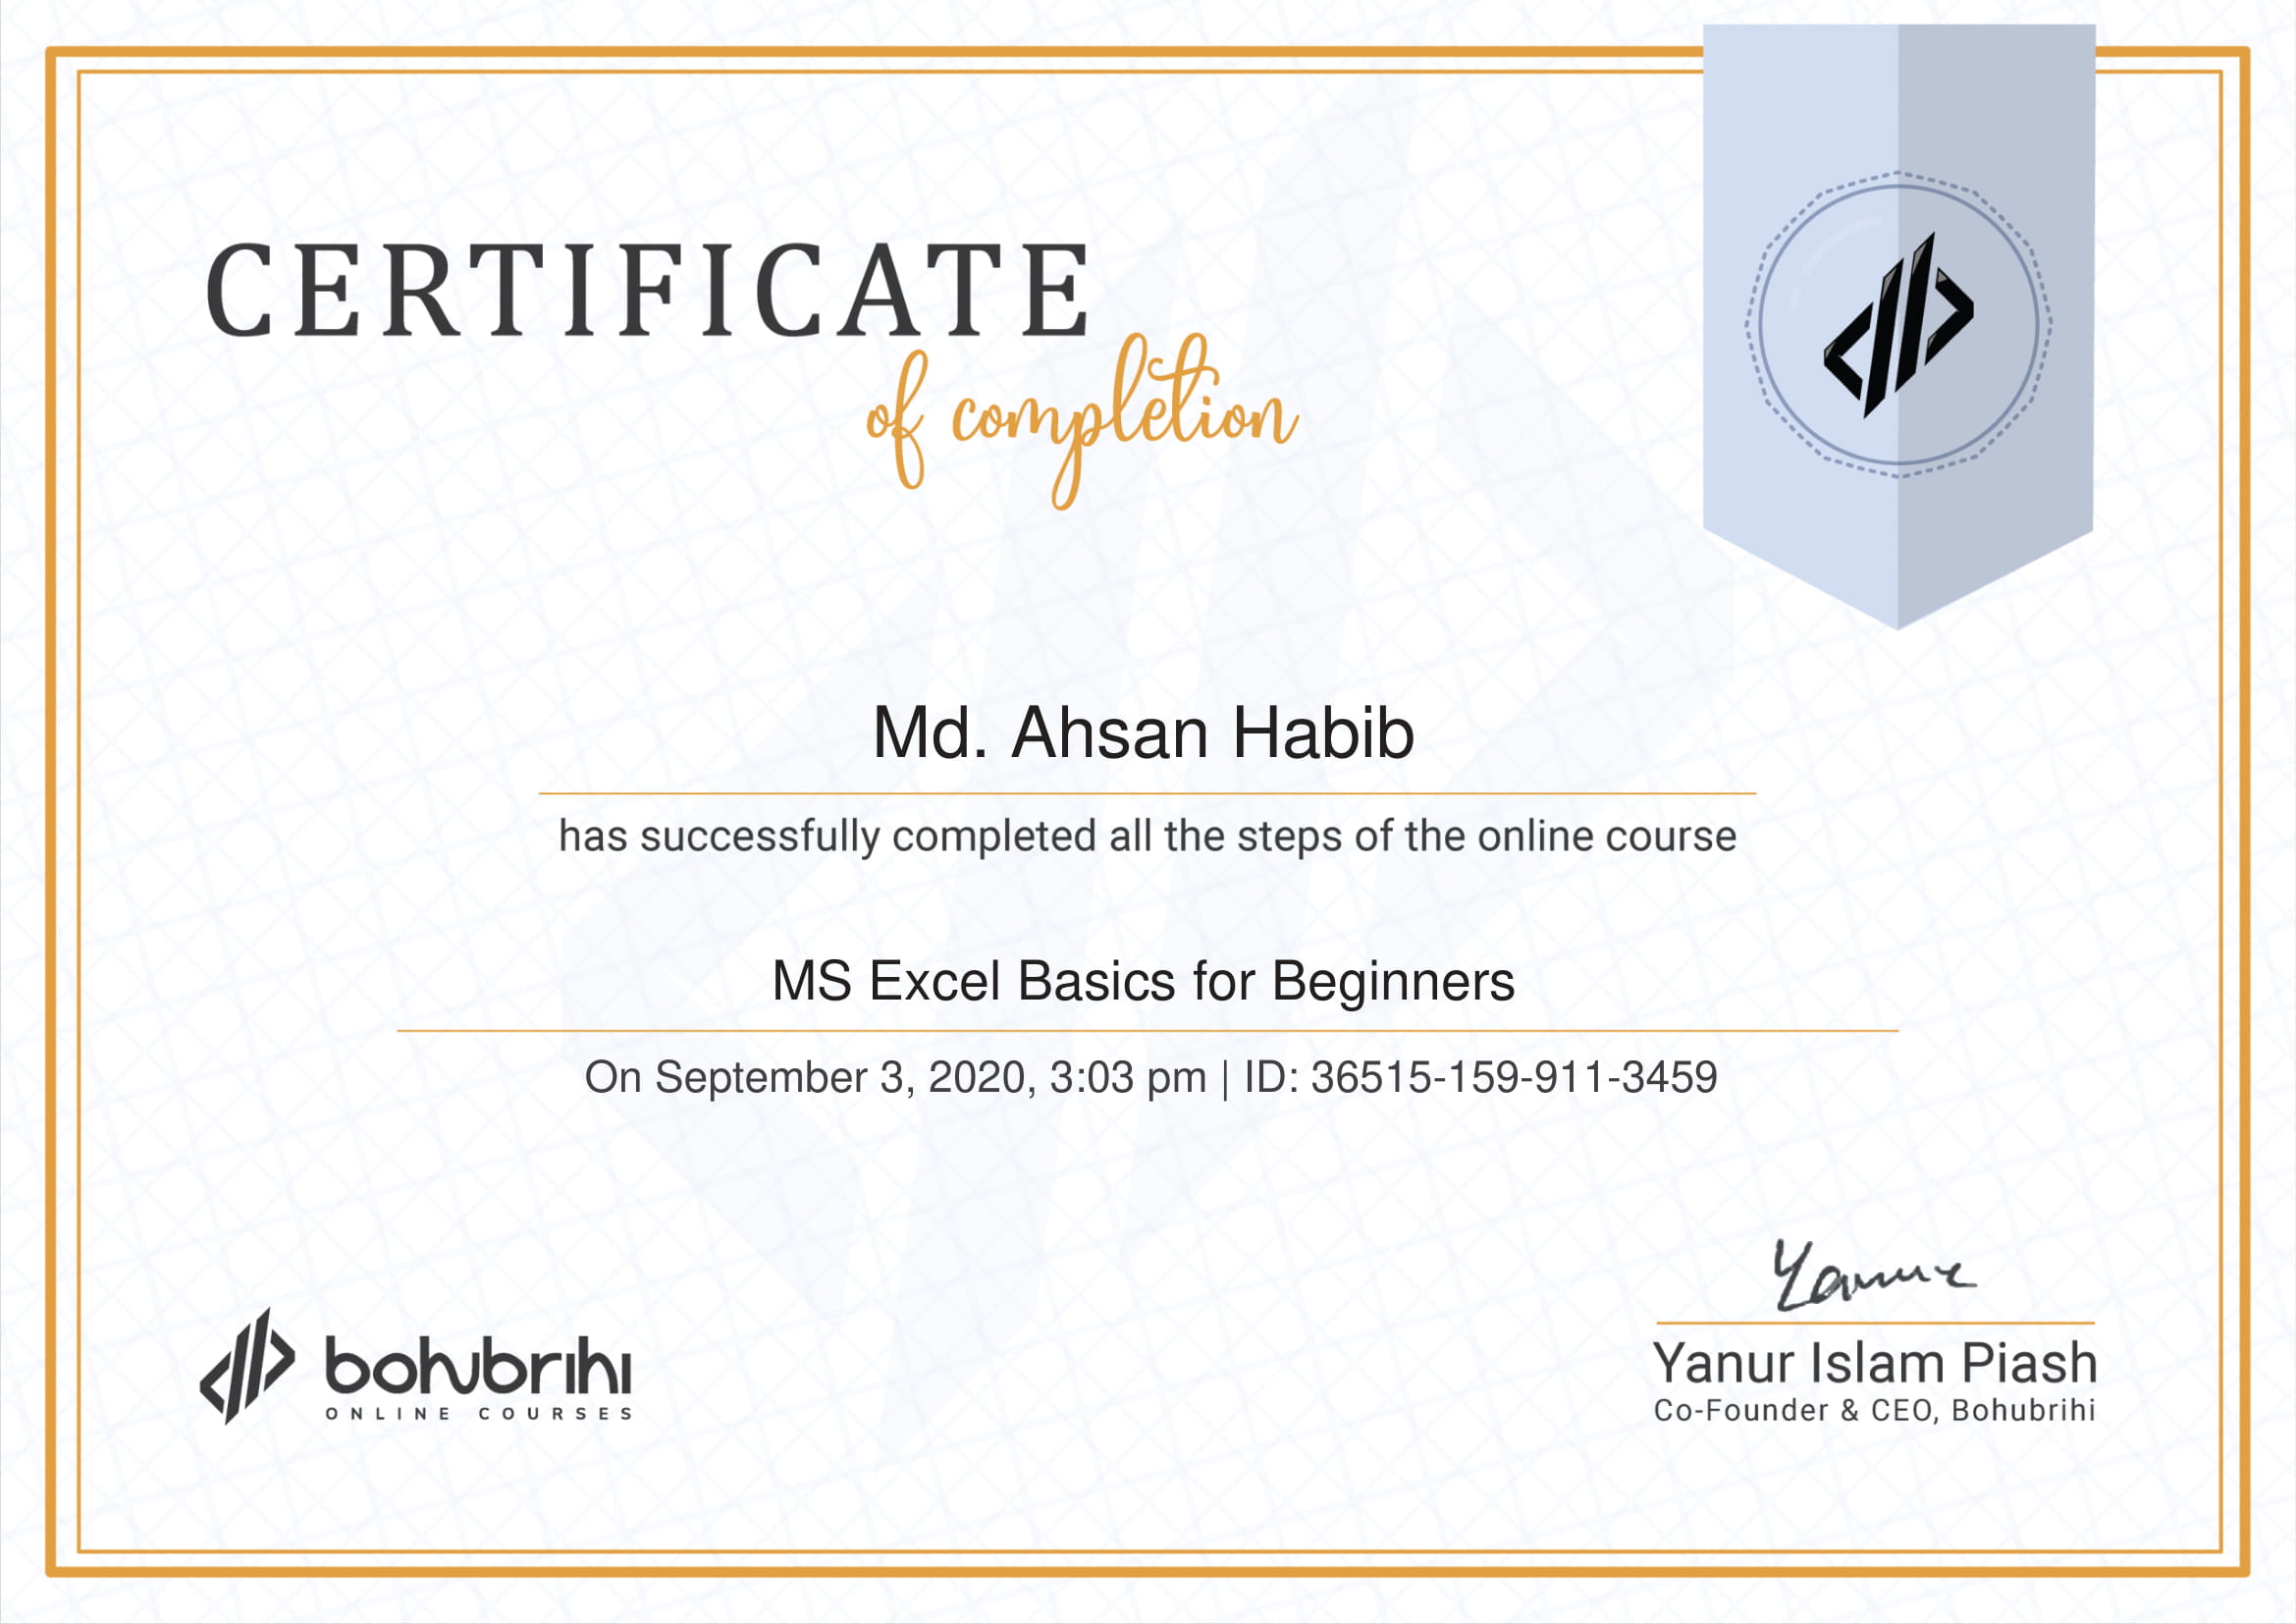 CERTIFICATE
of completion
Md. Ahsan Habib
has successfully completed all the steps of the online course
MS Excel Basics for Beginners
On September 3, 2020, 3:03 pm | ID: 36515-159-911-3459
bohubrihi
ONLINE COURSES
Yanur
Yanur Islam Piash
Co-Founder & CEO, Bohubrihi